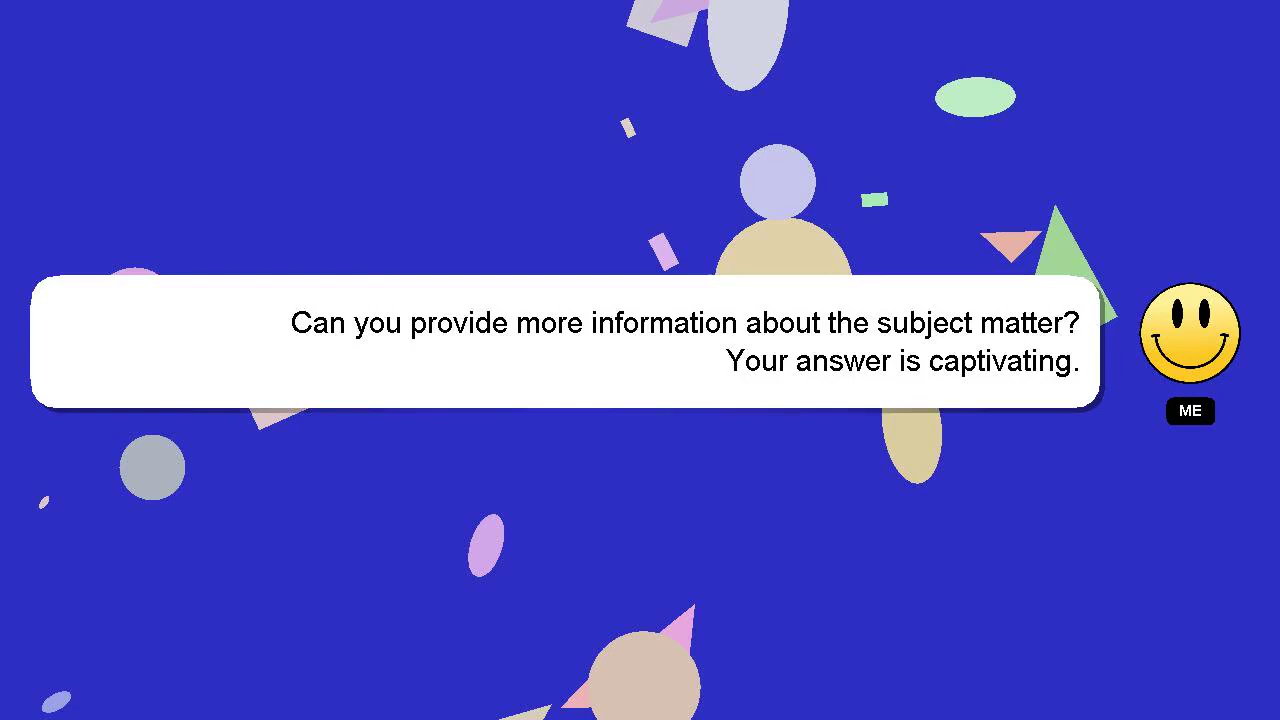 Can you provide more information about the subject matter?
Your answer is captivating.
ME